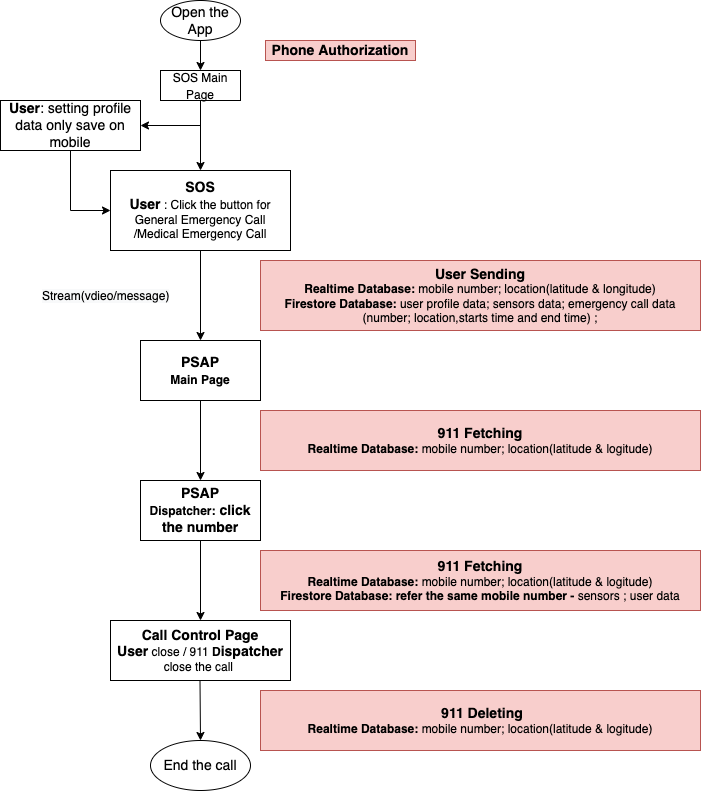 Open the
App
Phone Authorization
SOS Main
Page
User: setting profile
data only save on
mobile
SOS
User : Click the button for
General Emergency Call
/Medical Emergency Call
Stream(vdieo/message)
User Sending
Realtime Database: mobile number; location(latitude & longitude)
Firestore Database: user profile data; sensors data; emergency call data
(number; location,starts time and end time) ;
PSAP
Main Page
911 Fetching
Realtime Database: mobile number; location(latitude & logitude)
PSAP
Dispatcher: click
the number
911 Fetching
Realtime Database: mobile number; location(latitude & logitude)
Firestore Database: refer the same mobile number - sensors ; user data
Call Control Page
User close / 911 Dispatcher
close the call
911 Deleting
Realtime Database: mobile number; location(latitude & logitude)
End the call